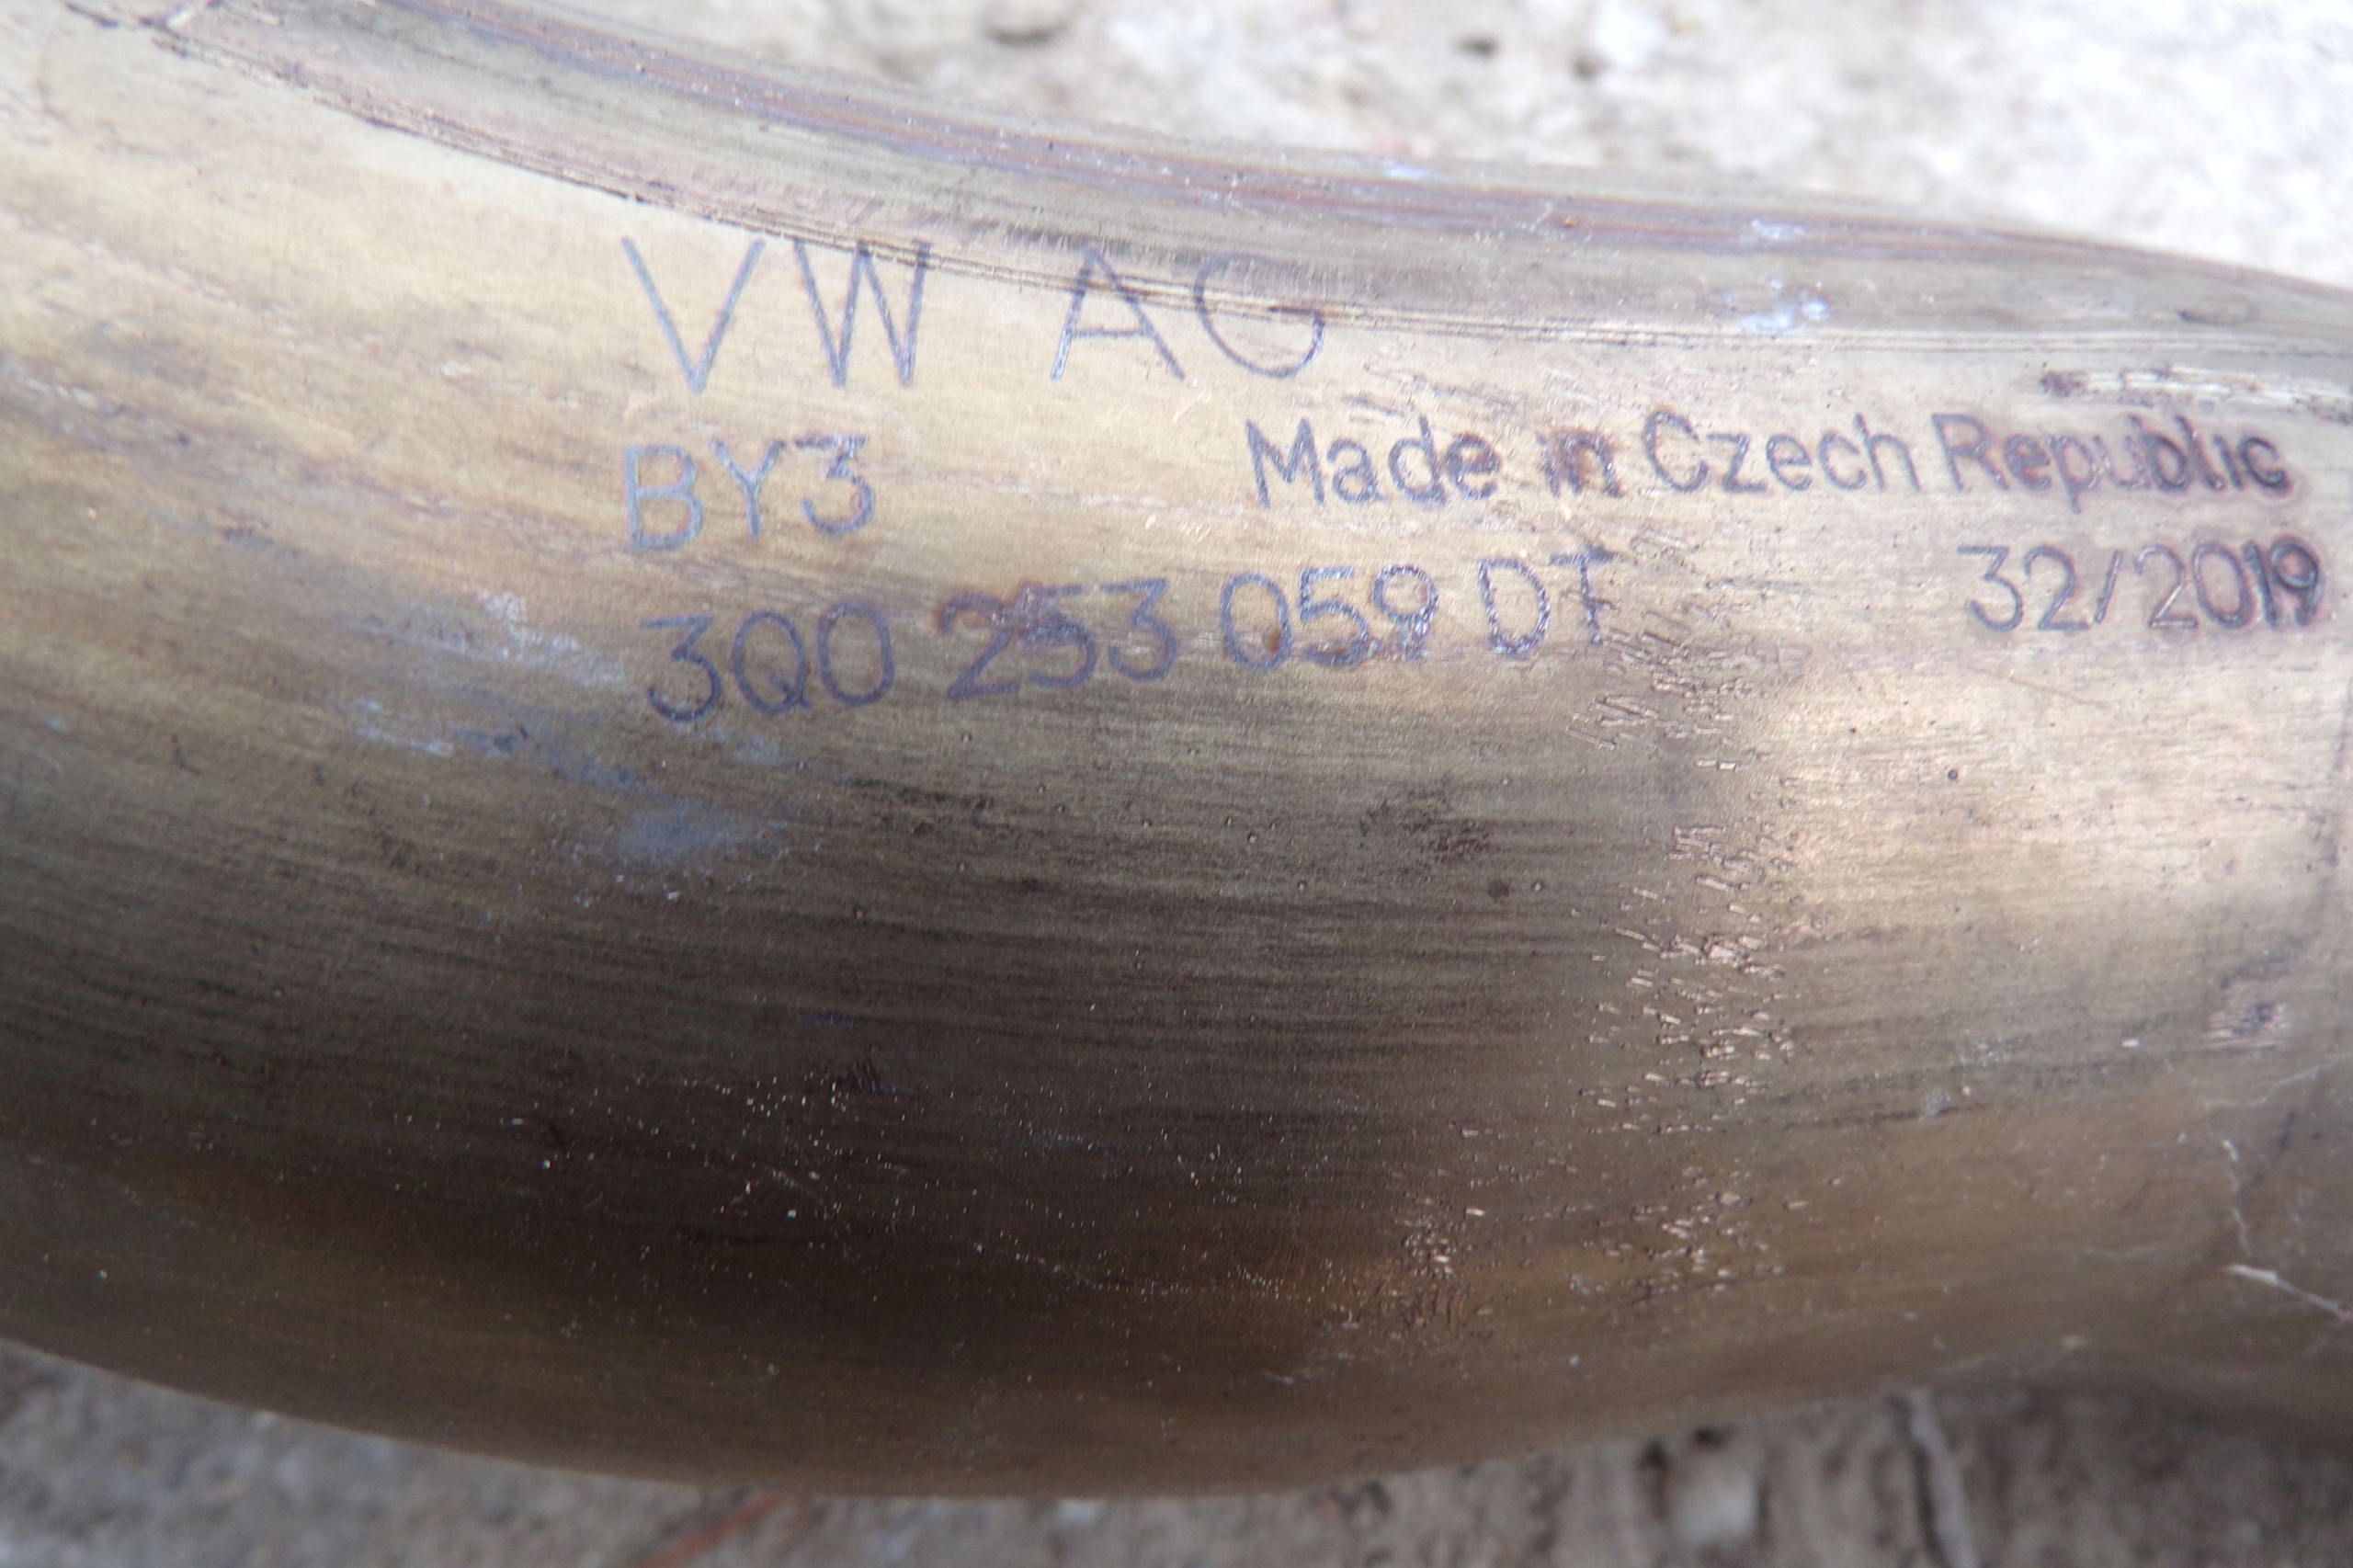 VW AG
BY3 Made in Czech Republic
3Q0 253 059 DT 32/2019